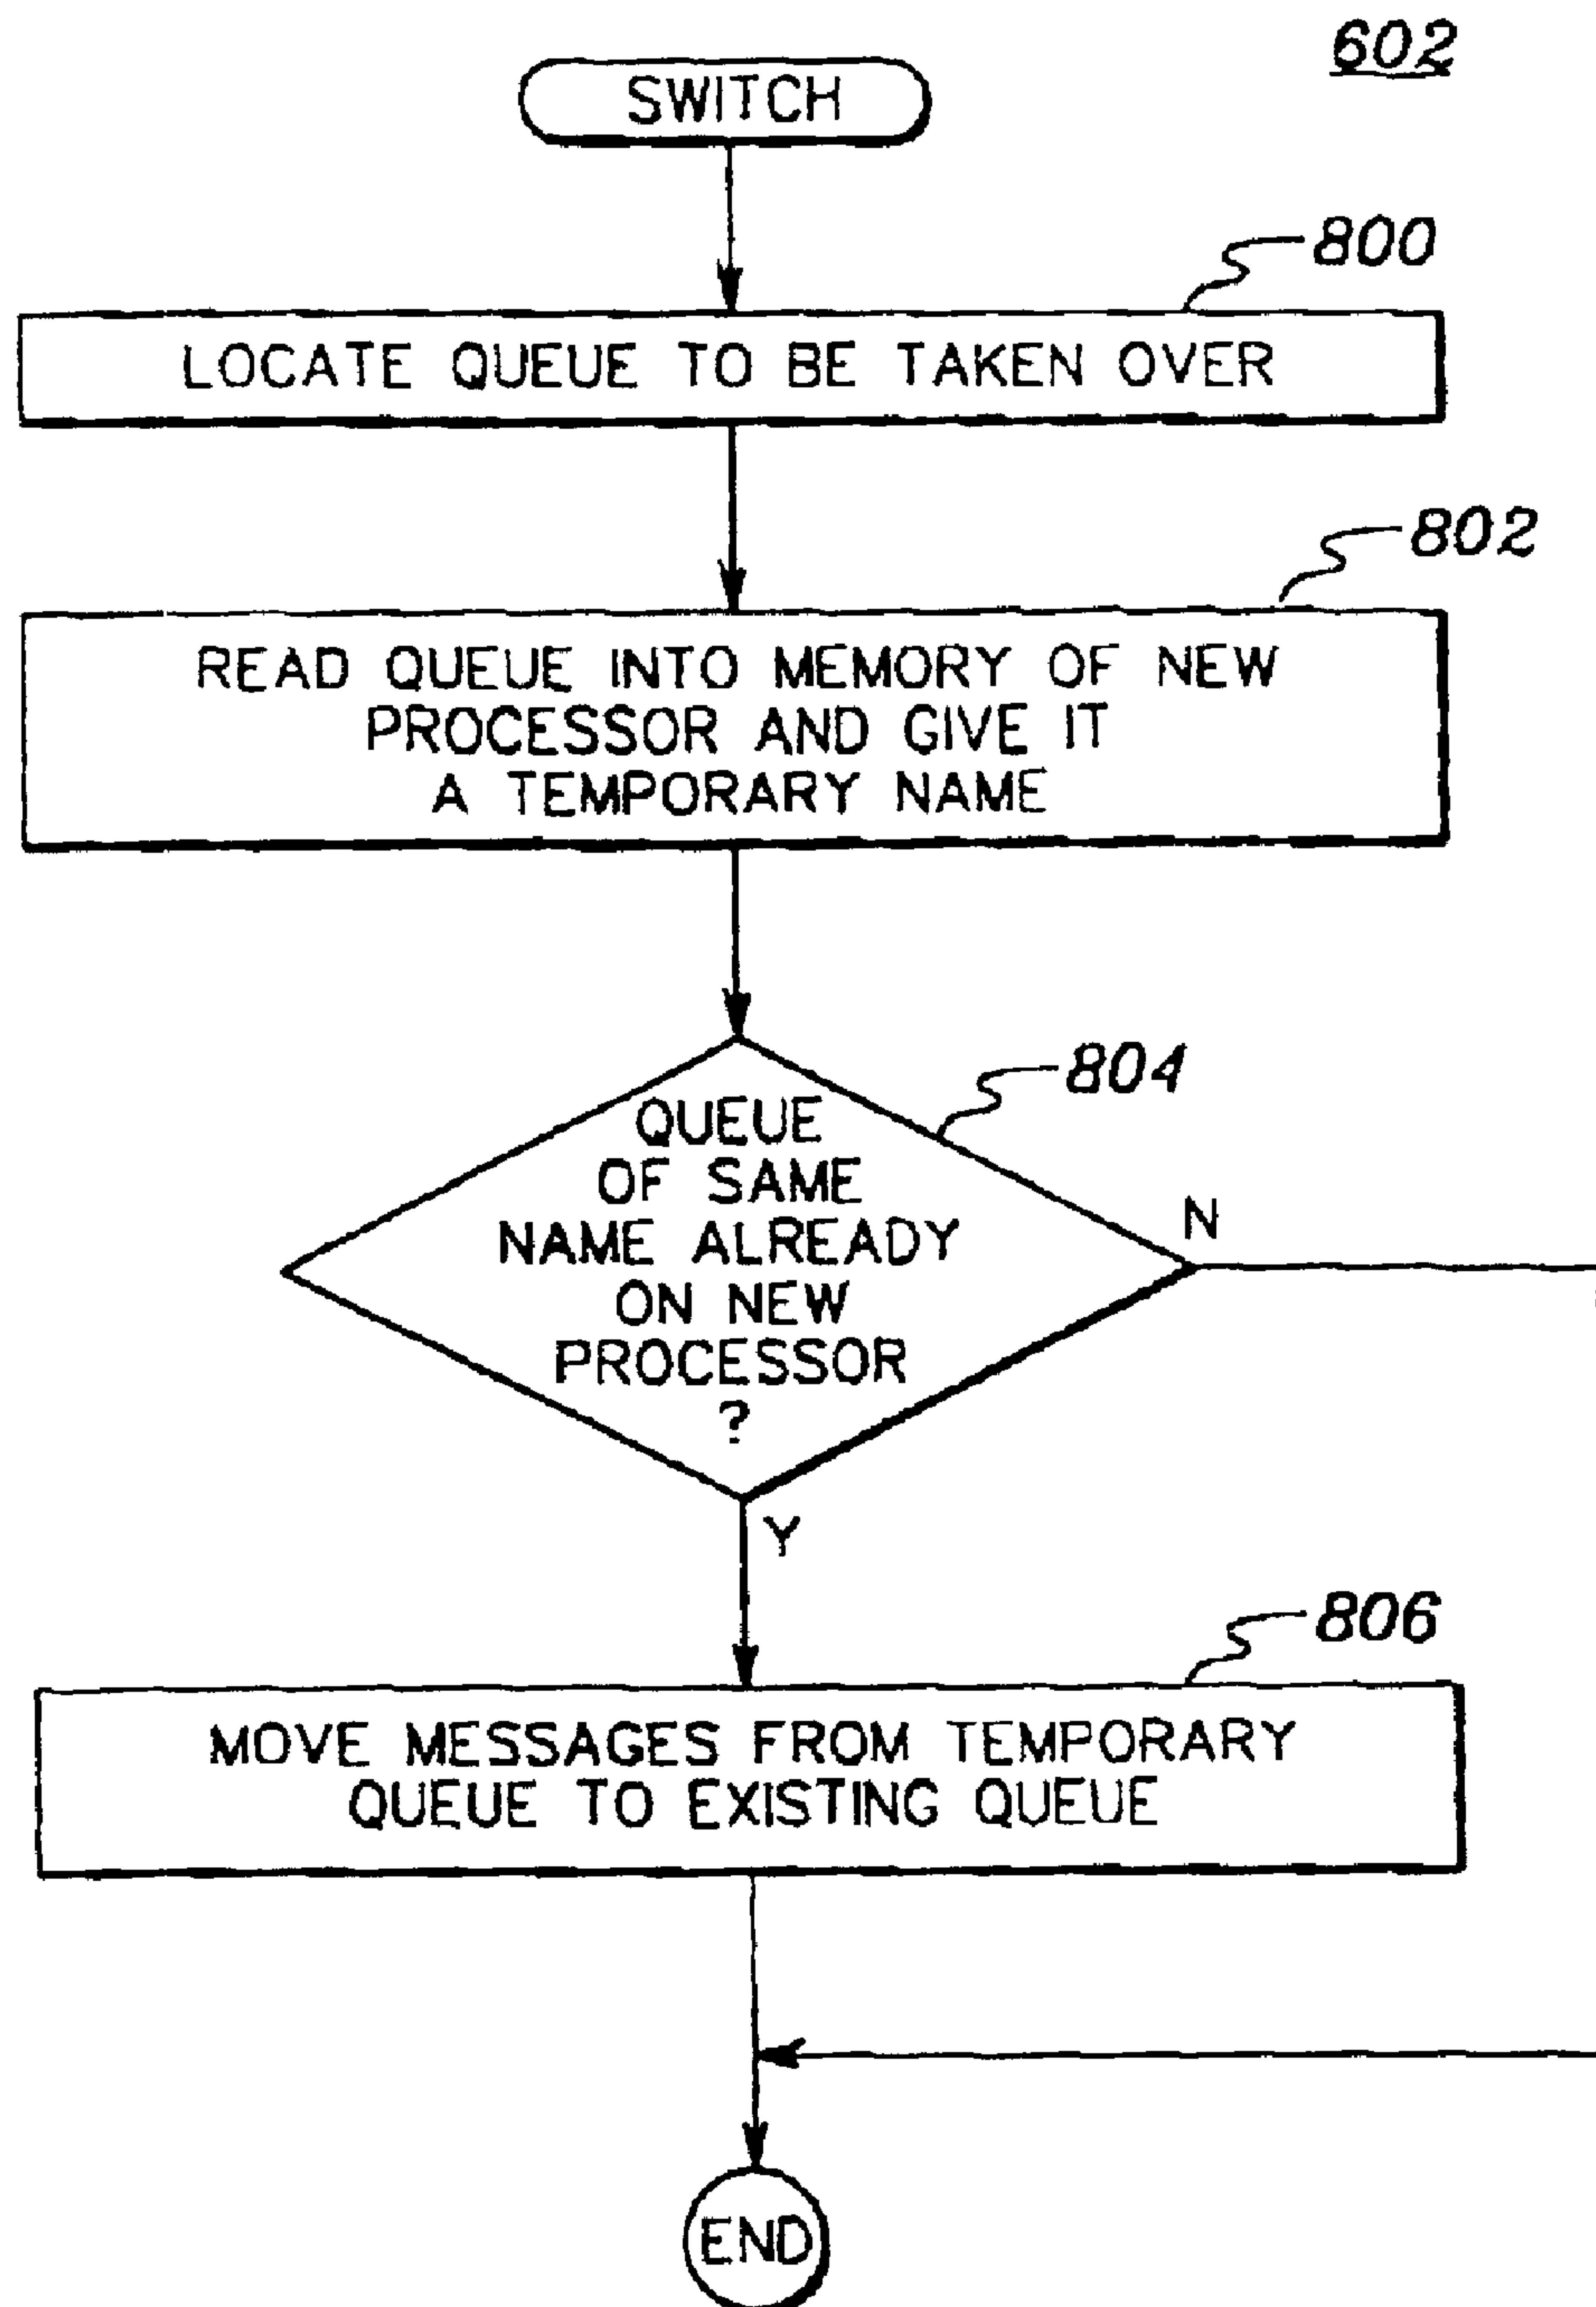 602
SWITCH
800
LOCATE QUEUE TO BE TAKEN OVER
802
READ QUEUE INTO MEMORY OF NEW
PROCESSOR AND GIVE IT
A TEMPORARY NAME
804
QUEUE
OF SAME
NAME ALREADY
ON NEW
PROCESSOR
?
N
Y
806
MOVE MESSAGES FROM TEMPORARY
QUEUE TO EXISTING QUEUE
END